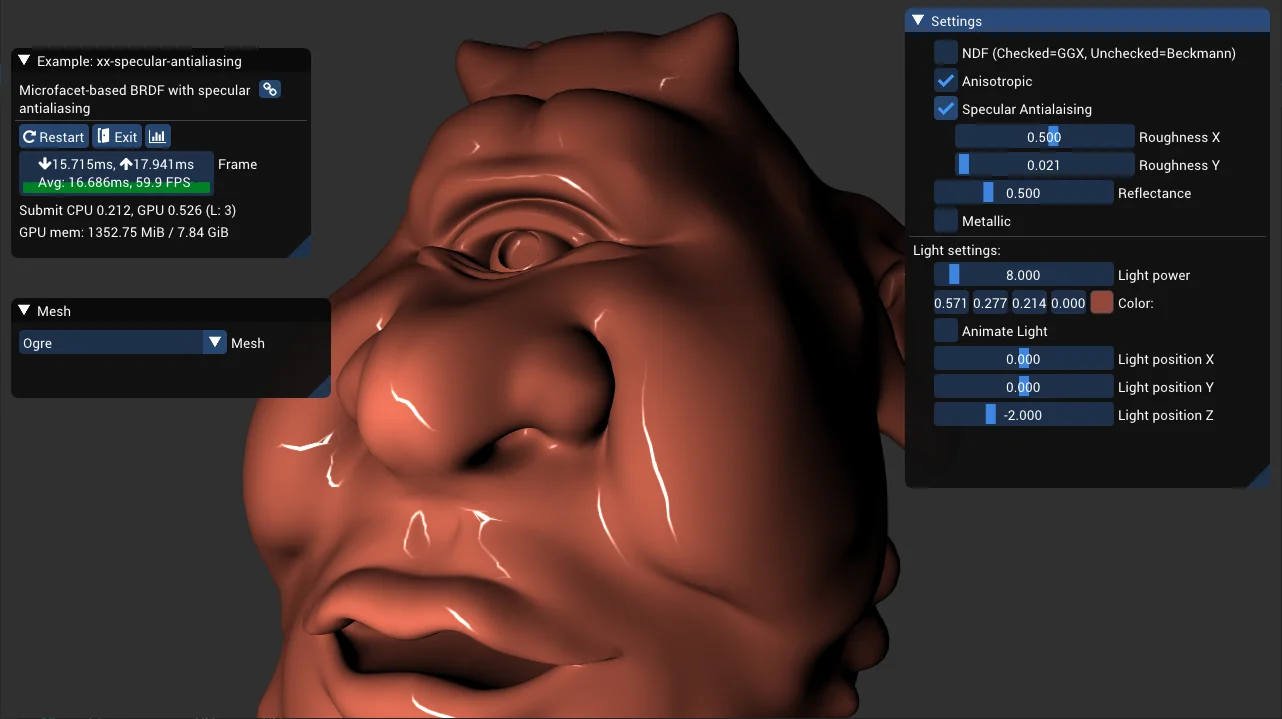 Example: xx-specular-antialiasing
Microfacet-based BRDF with specular
antialiasing
Restart Exit
15.715ms, 17.941ms Frame
Avg: 16.686ms, 59.9 FPS
Submit CPU 0.212, GPU 0.526 (L: 3)
GPU mem: 1352.75 MiB / 7.84 GiB
Mesh
Ogre Mesh
Settings
NDF (Checked=GGX, Unchecked=Beckmann)
Anisotropic
Specular Antialaising
0.500 Roughness X
0.021 Roughness Y
0.500 Reflectance
Metallic
Light settings:
8.000 Light power
0.571 0.277 0.214 0.000 Color:
Animate Light
0.000 Light position X
0.000 Light position Y
-2.000 Light position Z